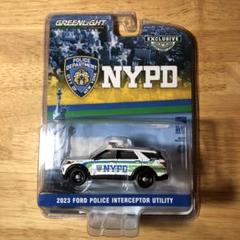 GREENLIGHT
EXCLUSIVE
POLICE DEPARTMENT
NYPD
NYPD
2023 FORD POLICE INTERCEPTOR UTILITY